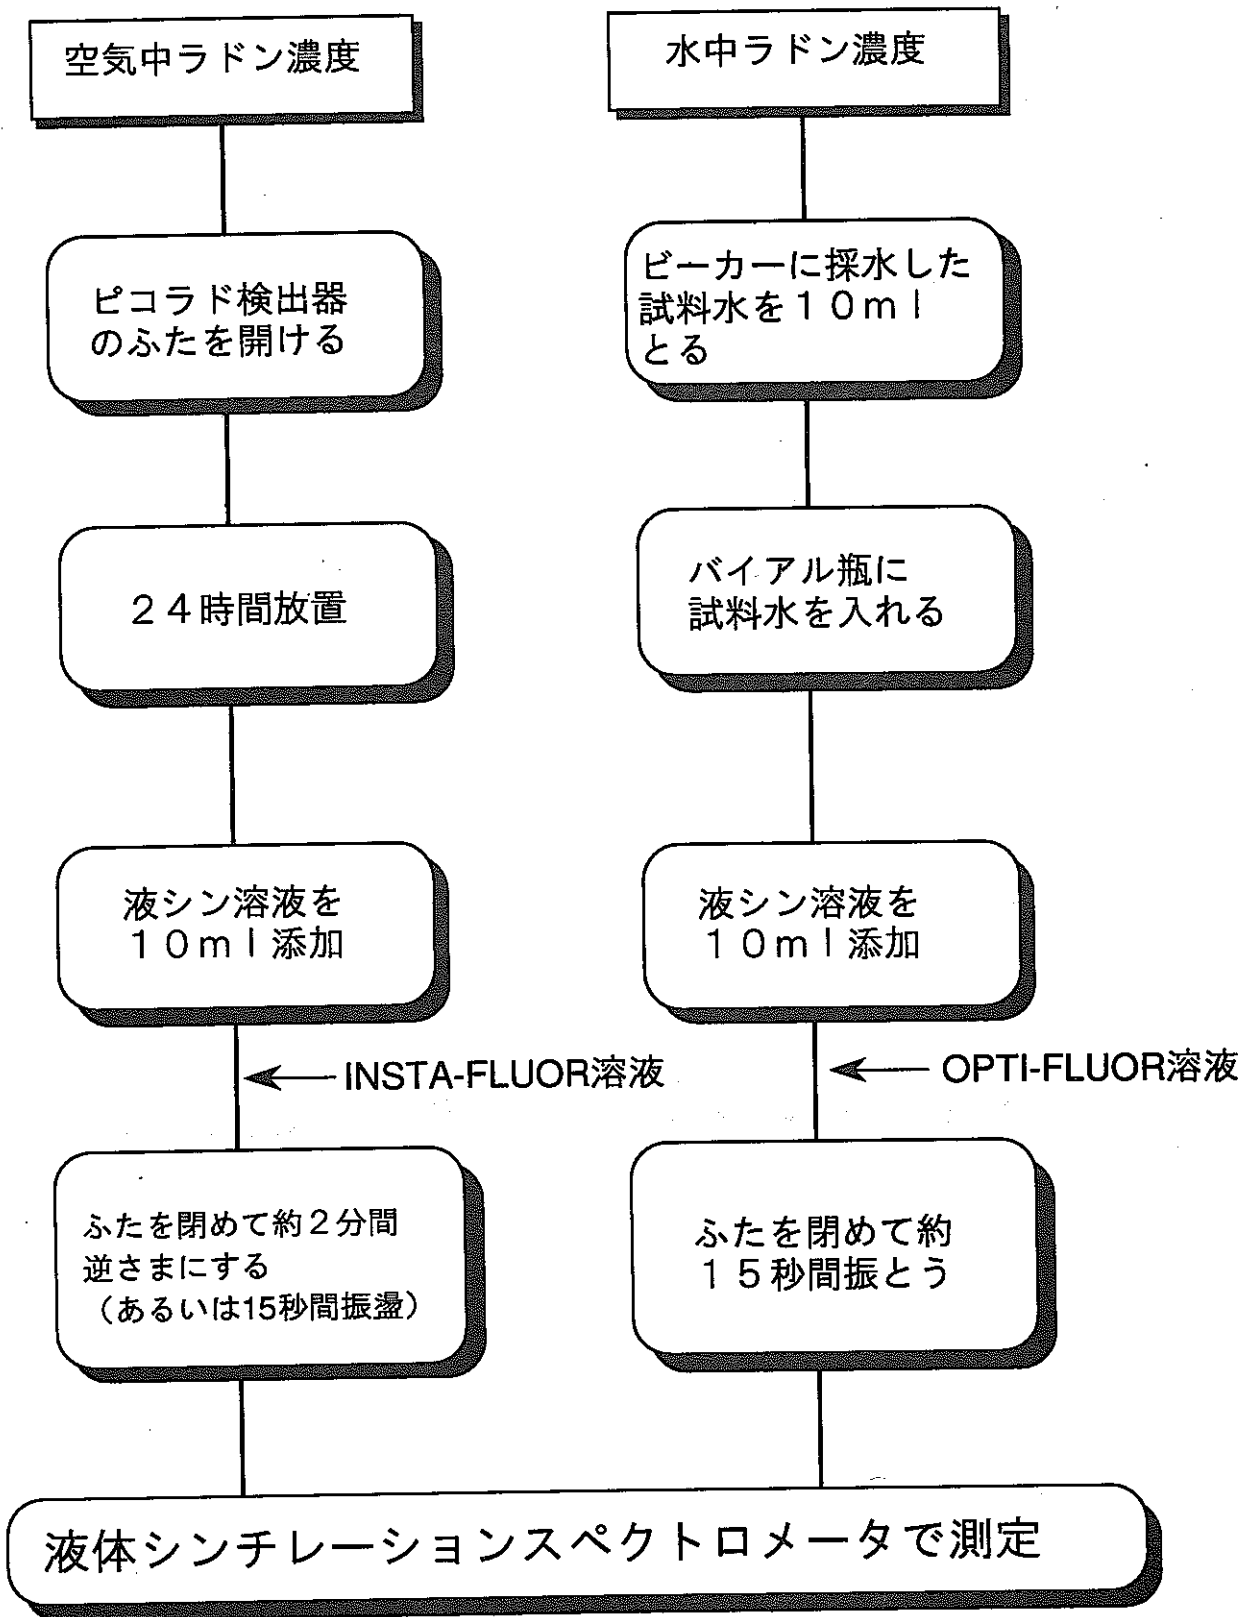 空気中ラドン濃度
ピコラド検出器
のふたを開ける
24時間放置
液シン溶液を
10ml添加
INSTA-FLUOR溶液
ふたを閉めて約2分間
逆さまにする
(あるいは15秒間振盪)
水中ラドン濃度
ビーカーに採水した
試料水を10ml
とる
バイアル瓶に
試料水を入れる
液シン溶液を
10ml添加
OPTI-FLUOR溶液
ふたを閉めて約
15秒間振とう
液体シンチレーションスペクトロメータで測定